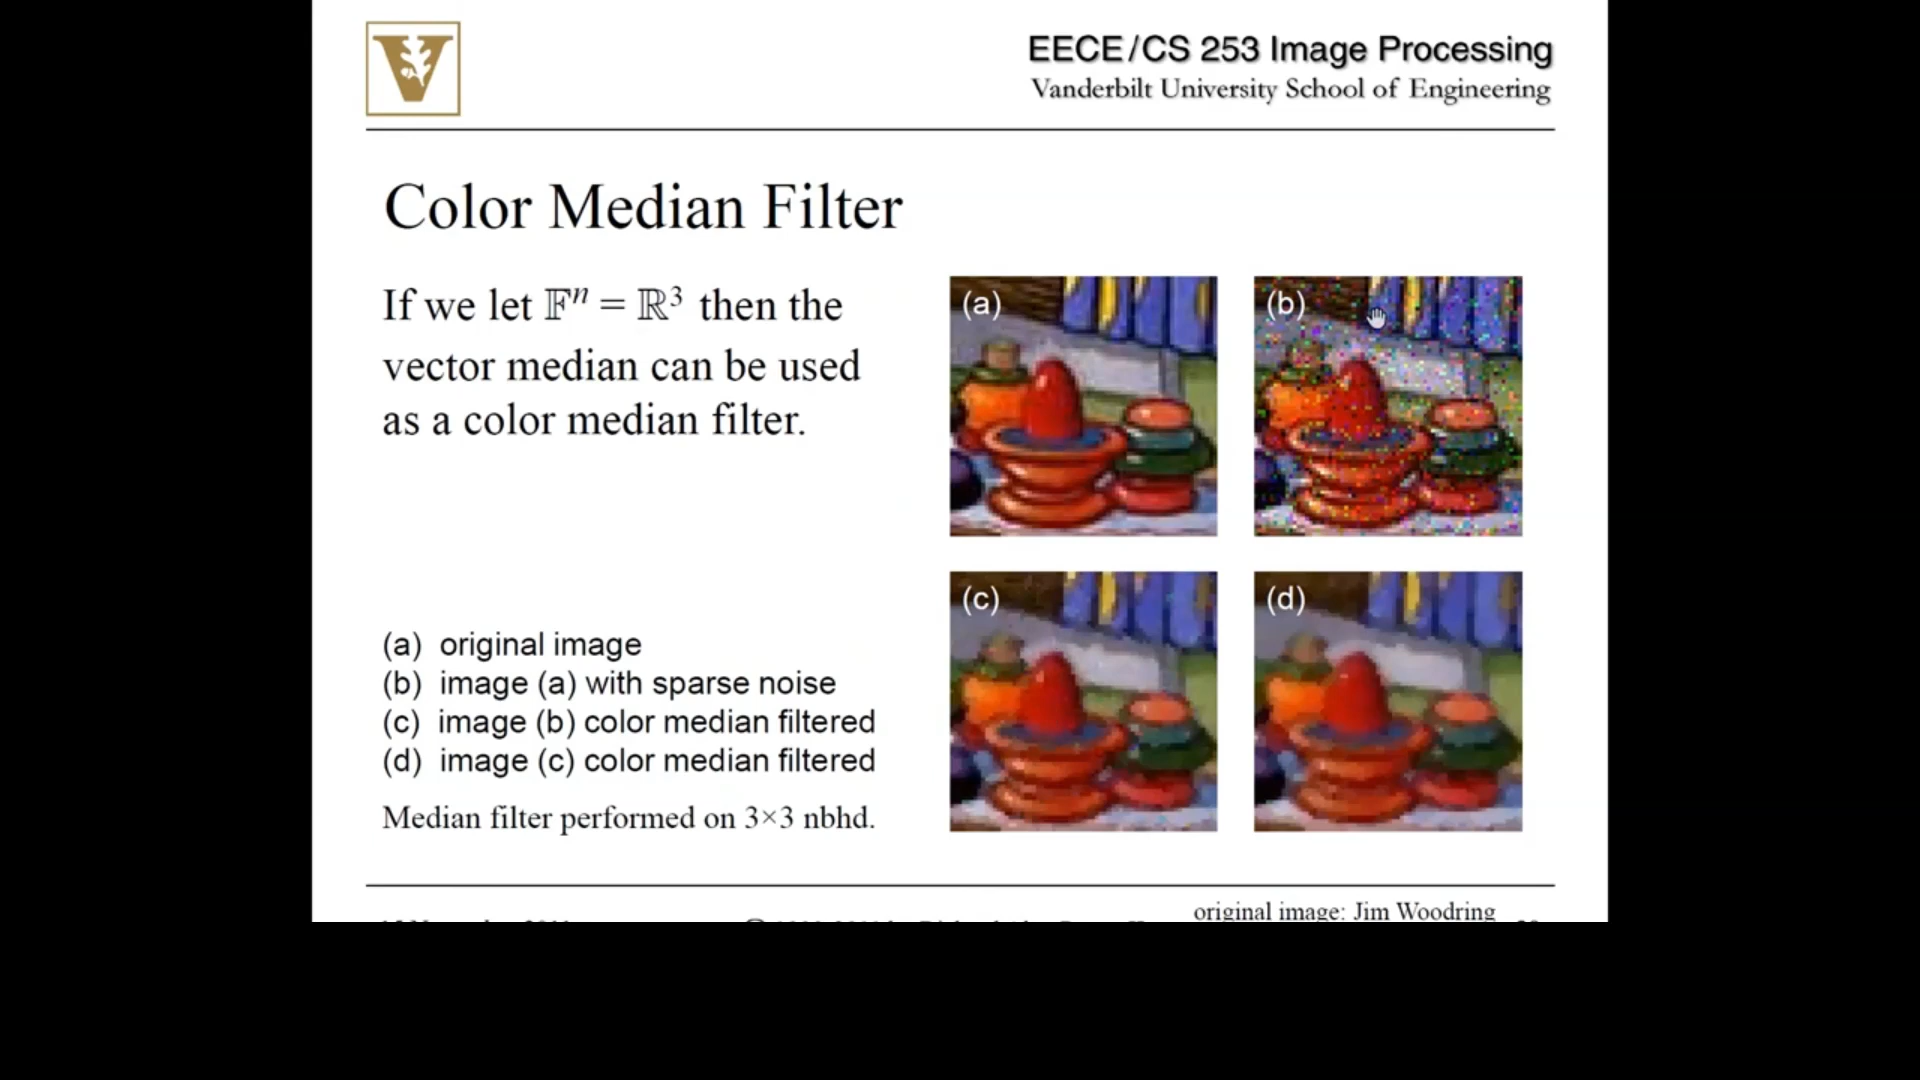 EECE/CS 253 Image Processing
Vanderbilt University School of Engineering
Color Median Filter
If we let 𝔽ⁿ = ℝ³ then the
vector median can be used
as a color median filter.
(a)
(b)
(c)
(d)
(a) original image
(b) image (a) with sparse noise
(c) image (b) color median filtered
(d) image (c) color median filtered
Median filter performed on 3×3 nbhd.
original image: Jim Woodring